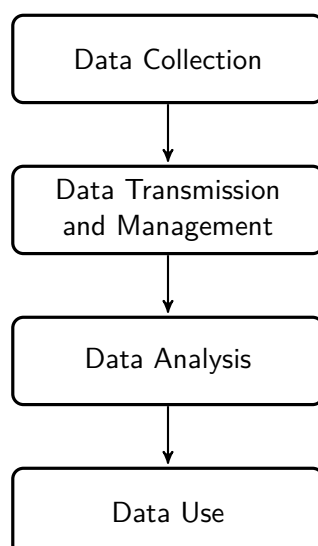 Data Collection
Data Transmission
and Management
Data Analysis
Data Use